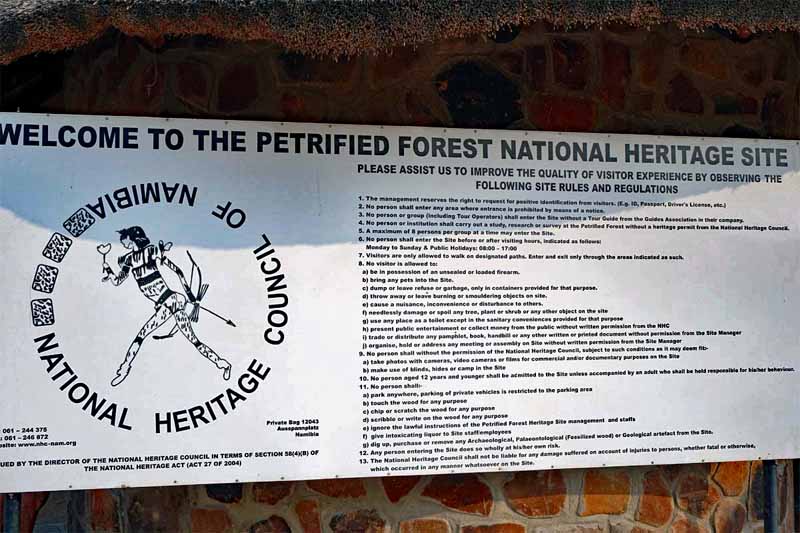 WELCOME TO THE PETRIFIED FOREST NATIONAL HERITAGE SITE
PLEASE ASSIST US TO IMPROVE THE QUALITY OF VISITOR EXPERIENCE BY OBSERVING THE
FOLLOWING SITE RULES AND REGULATIONS
1. The management reserves the right to request for positive identification from visitors. (E.g. ID, Passport, Driver's License, etc.)
2. No person shall enter any area where entrance is prohibited by means of a notice.
3. No person or group (including Tour Operators) shall enter the Site without a Tour Guide from the Guides Association in their company.
4. No person or institution shall carry out a study, research or survey at the Petrified Forest without a heritage permit from the National Heritage Council.
5. A maximum of 8 persons per group at a time may enter the Site.
6. No person shall enter the Site before or after visiting hours, indicated as follows:
Monday to Sunday & Public Holidays: 08:00 - 17:00
7. Visitors are only allowed to walk on designated paths. Enter and exit only through the areas indicated as such.
8. No visitor is allowed to:
a) be in possession of an unsealed or loaded firearm.
b) bring any pets into the Site.
c) dump or leave refuse or garbage, only in containers provided for that purpose.
d) throw away or leave burning or smouldering objects on site.
e) cause a nuisance, inconvenience or disturbance to others.
f) needlessly damage or spoil any tree, plant or shrub or any other object on the site
g) use any place as a toilet except in the sanitary conveniences provided for that purpose
h) present public entertainment or collect money from the public without written permission from the NHC
i) trade or distribute any pamphlet, book, handbill or any other written or printed document without permission from the Site Manager
j) organise, hold or address any meeting or assembly on Site without written permission from the Site Manager
9. No person shall without the permission of the National Heritage Council, subject to such conditions as it may deem fit:-
a) take photos with cameras, video cameras or films for commercial and/or documentary purposes on the Site
b) make use of blinds, hides or camp in the Site
10. No person aged 12 years and younger shall be admitted to the Site unless accompanied by an adult who shall be held responsible for his/her behaviour.
11. No person shall:-
a) park anywhere, parking of private vehicles is restricted to the parking area
b) touch the wood for any purpose
c) chip or scratch the wood for any purpose
d) scribble or write on the wood for any purpose
e) ignore the lawful instructions of the Petrified Forest Heritage Site management and staffs
f) give intoxicating liquor to Site staff/employees
g) dig up, purchase or remove any Archaeological, Palaeontological (Fossilized wood) or Geological artefact from the Site.
12. Any person entering the Site does so wholly at his/her own risk.
13. The National Heritage Council shall not be liable for any damage suffered on account of injuries to persons, whether fatal or otherwise,
which occurred in any manner whatsoever on the Site.
NATIONAL HERITAGE COUNCIL OF NAMIBIA
: 061 - 244 375
: 061 - 246 872
site: www.nhc-nam.org
Private Bag 12043
Ausspannplatz
Namibia
UED BY THE DIRECTOR OF THE NATIONAL HERITAGE COUNCIL IN TERMS OF SECTION 58(4)(B) OF
THE NATIONAL HERITAGE ACT (ACT 27 OF 2004)